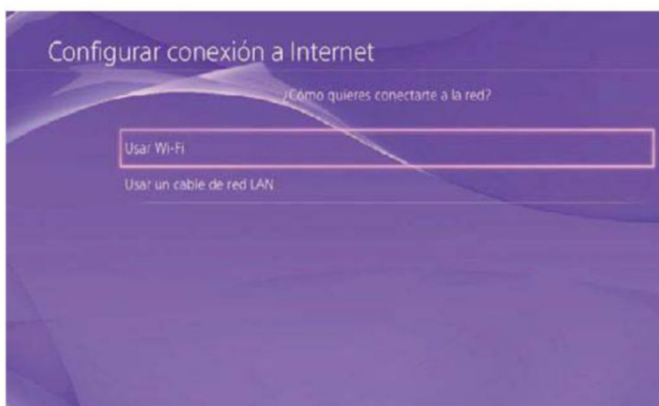 Configurar conexión a Internet
¿Cómo quieres conectarte a la red?
Usar Wi-Fi
Usar un cable de red LAN